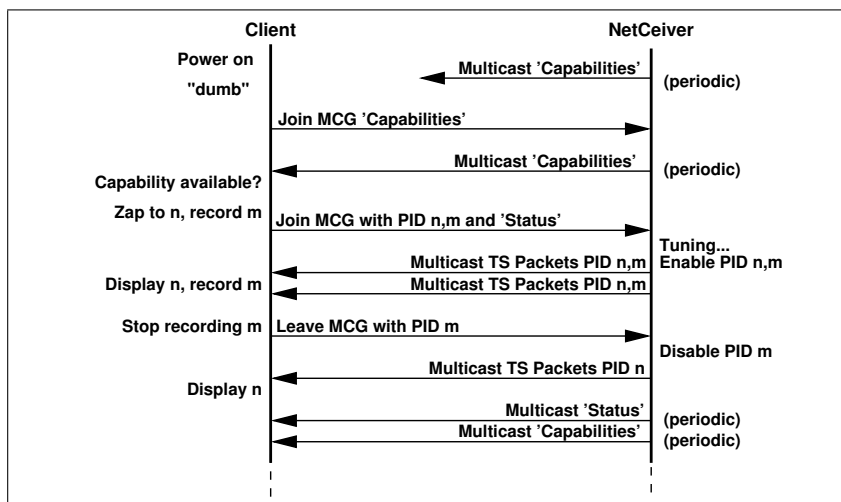 Client
NetCeiver
Power on
"dumb"
Multicast ’Capabilities’
(periodic)
Join MCG ’Capabilities’
Multicast ’Capabilities’
(periodic)
Capability available?
Zap to n, record m
Join MCG with PID n,m and ’Status’
Tuning...
Enable PID n,m
Multicast TS Packets PID n,m
Display n, record m
Multicast TS Packets PID n,m
Stop recording m
Leave MCG with PID m
Disable PID m
Multicast TS Packets PID n
Display n
Multicast ’Status’
(periodic)
Multicast ’Capabilities’
(periodic)